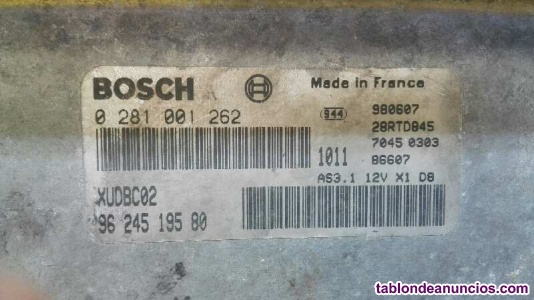 BOSCH
Made in France
0 281 001 262
944
980607
28RTD845
7045 0303
1011
86607
AS3.1 12V X1 D8
XUDBC02
96 245 195 80
tablondeanuncios.com